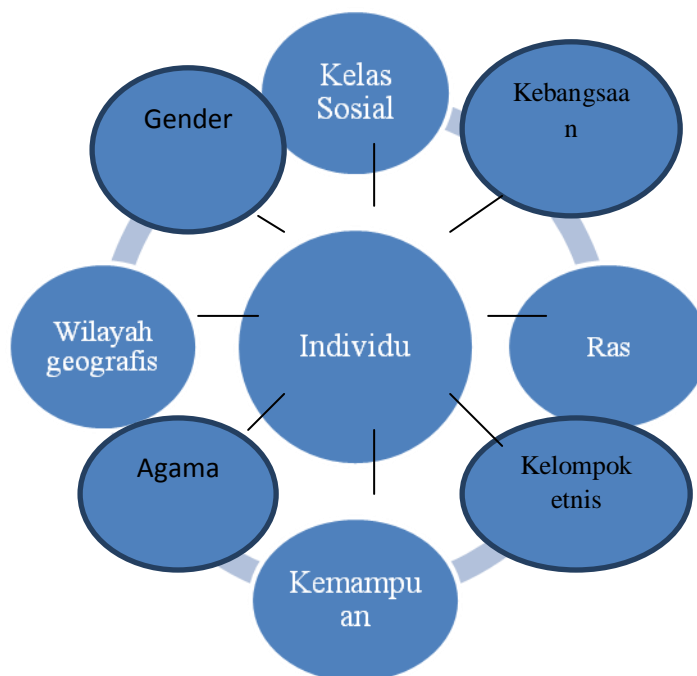 Kelas
Sosial
Gender
Kebangsaa
n
Wilayah
geografis
Individu
Ras
Agama
Kelompok
etnis
Kemampu
an